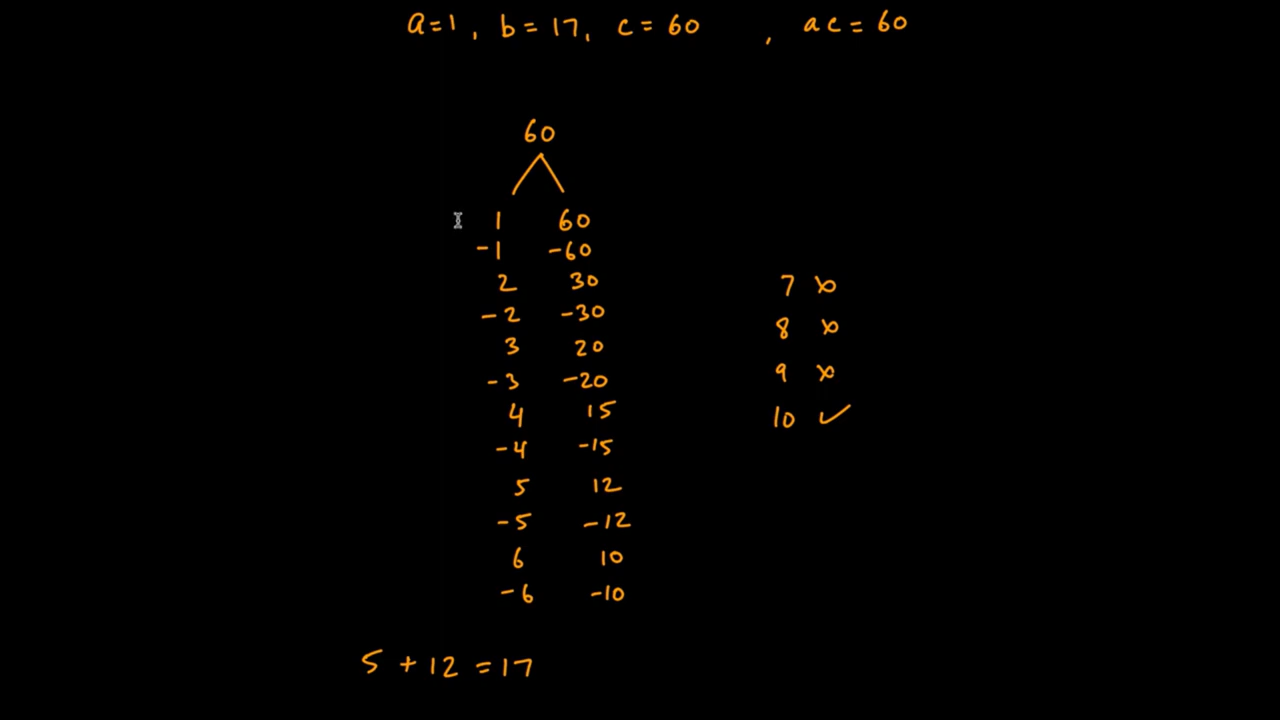 a=1, b=17, c=60 , ac=60
60
1 60
-1 -60
2 30
-2 -30
3 20
-3 -20
4 15
-4 -15
5 12
-5 -12
6 10
-6 -10
7 x
8 x
9 x
10 ✓
5 + 12 = 17